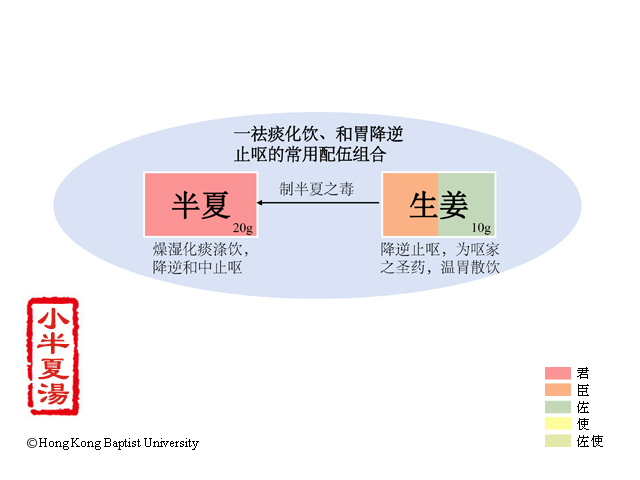 一祛痰化饮、和胃降逆
止呕的常用配伍组合
半夏
20g
制半夏之毒
生姜
10g
燥湿化痰涤饮，
降逆和中止呕
降逆止呕，为呕家
之圣药，温胃散饮
小半夏湯
君
臣
佐
使
佐使
©Hong Kong Baptist University